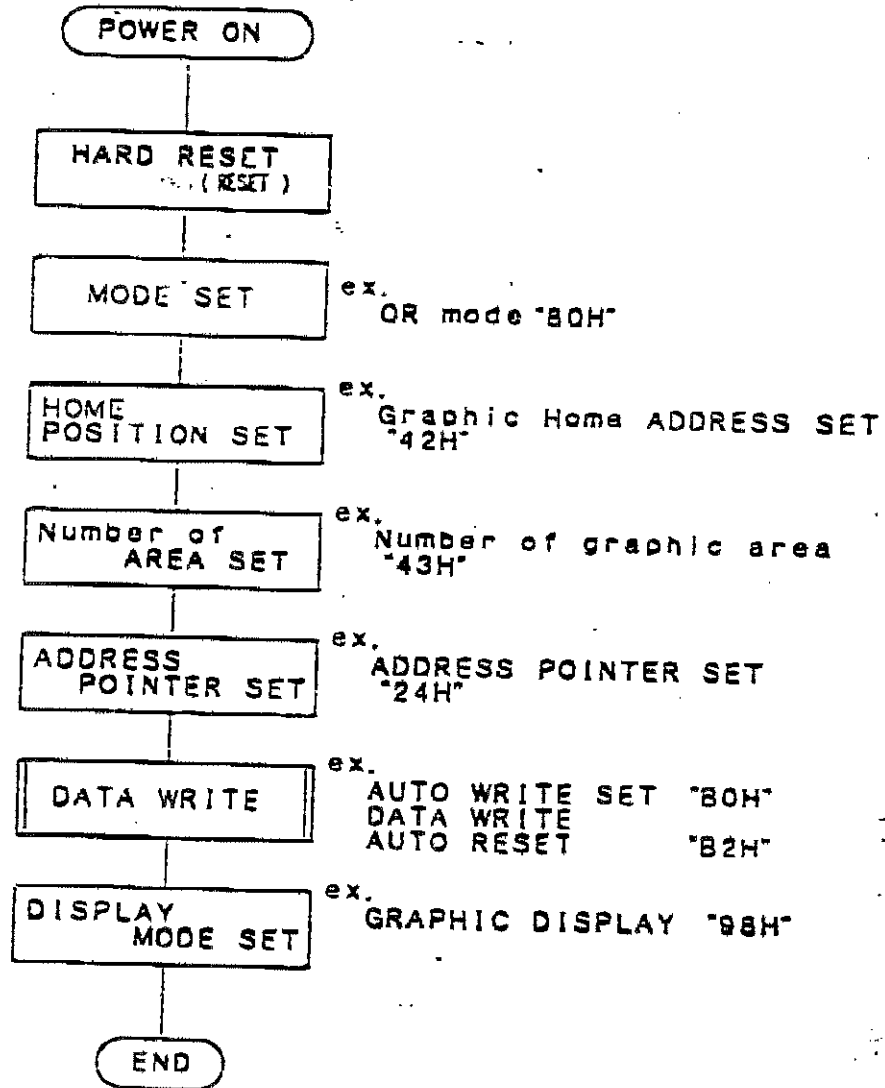 POWER ON
HARD RESET
( RESET )
MODE SET
ex.
OR mode "80H"
HOME
POSITION SET
ex.
Graphic Home ADDRESS SET
"42H"
Number of
AREA SET
ex.
Number of graphic area
"43H"
ADDRESS
POINTER SET
ex.
ADDRESS POINTER SET
"24H"
DATA WRITE
ex.
AUTO WRITE SET "B0H"
DATA WRITE
AUTO RESET "B2H"
DISPLAY
MODE SET
ex.
GRAPHIC DISPLAY "98H"
END